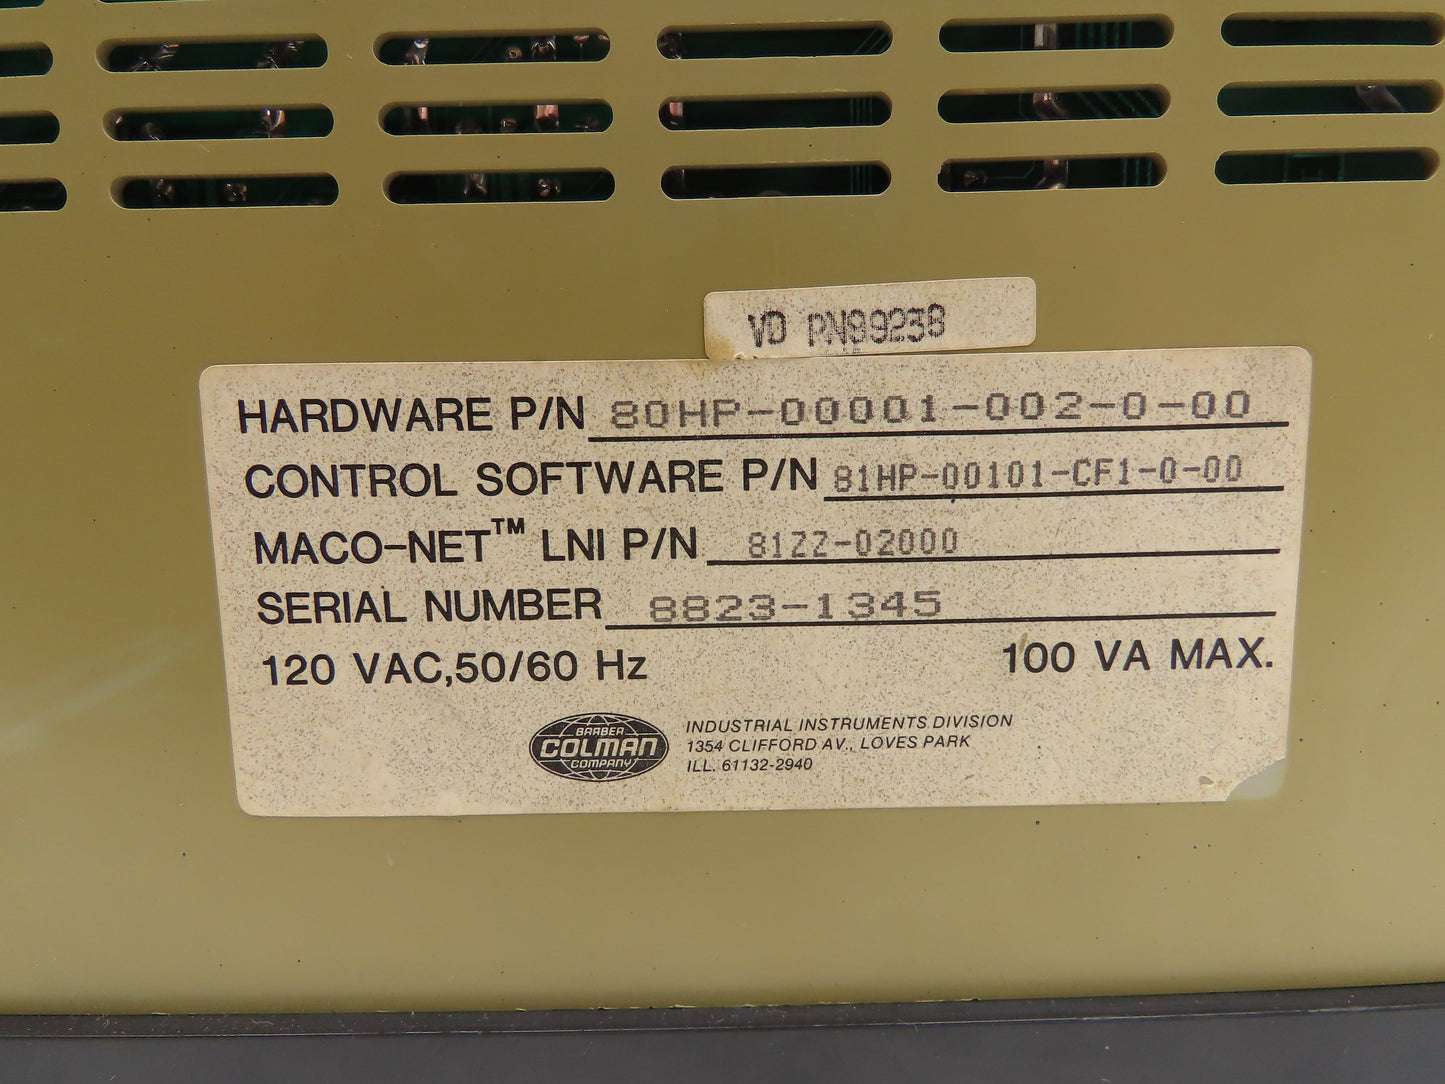 VD PN89238
HARDWARE P/N 80HP-00001-002-0-00
CONTROL SOFTWARE P/N 81HP-00101-CF1-0-00
MACO-NET™ LNI P/N 81ZZ-02000
SERIAL NUMBER 8823-1345
120 VAC,50/60 Hz 100 VA MAX.
BARBER
COLMAN
COMPANY
INDUSTRIAL INSTRUMENTS DIVISION
1354 CLIFFORD AV., LOVES PARK
ILL. 61132-2940